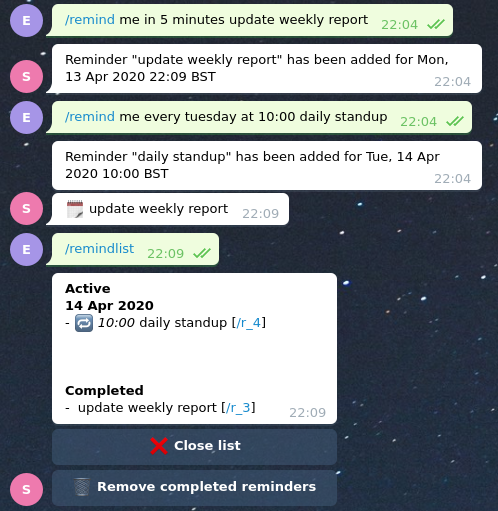 E
/remind me in 5 minutes update weekly report 22:04
Reminder "update weekly report" has been added for Mon,
13 Apr 2020 22:09 BST
22:04
S
E
/remind me every tuesday at 10:00 daily standup 22:04
Reminder "daily standup" has been added for Tue, 14 Apr
2020 10:00 BST
22:04
S
update weekly report 22:09
E
/remindlist 22:09
Active
14 Apr 2020
- 10:00 daily standup [/r_4]
Completed
- update weekly report [/r_3]
22:09
Close list
S
Remove completed reminders